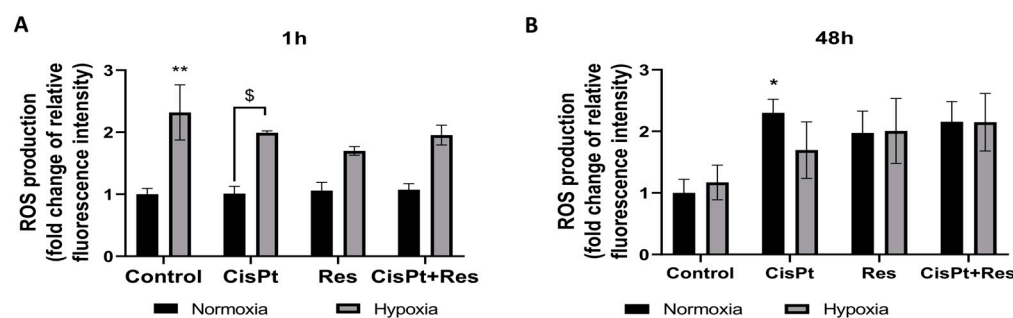 A
1h
ROS production
(fold change of relative
fluorescence intensity)
3
2
1
0
**
$
Control CisPt Res CisPt+Res
Normoxia Hypoxia
B
48h
ROS production
(fold change of relative
fluorescence intensity)
3
2
1
0
*
Control CisPt Res CisPt+Res
Normoxia Hypoxia